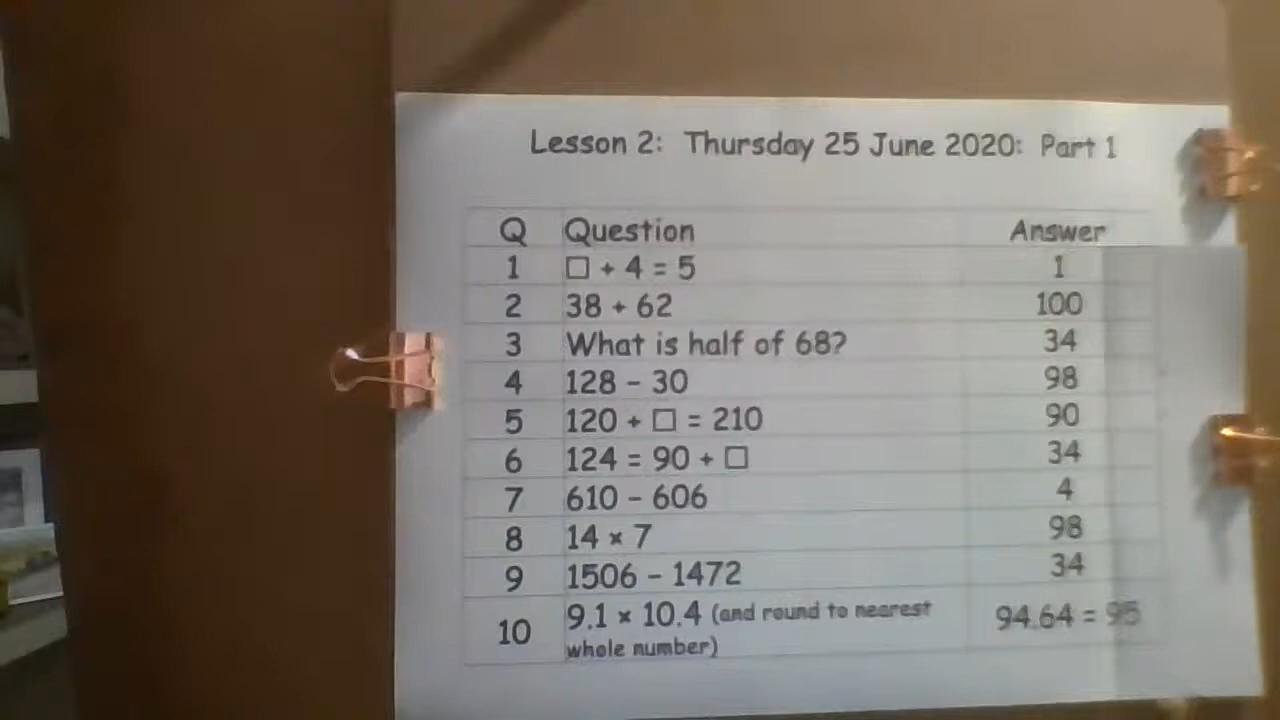 Lesson 2: Thursday 25 June 2020: Part 1
Q Question Answer
1 □ + 4 = 5 1
2 38 + 62 100
3 What is half of 68? 34
4 128 - 30 98
5 120 + □ = 210 90
6 124 = 90 + □ 34
7 610 - 606 4
8 14 × 7 98
9 1506 - 1472 34
10 9.1 × 10.4 (and round to nearest 94.64 = 95
whole number)